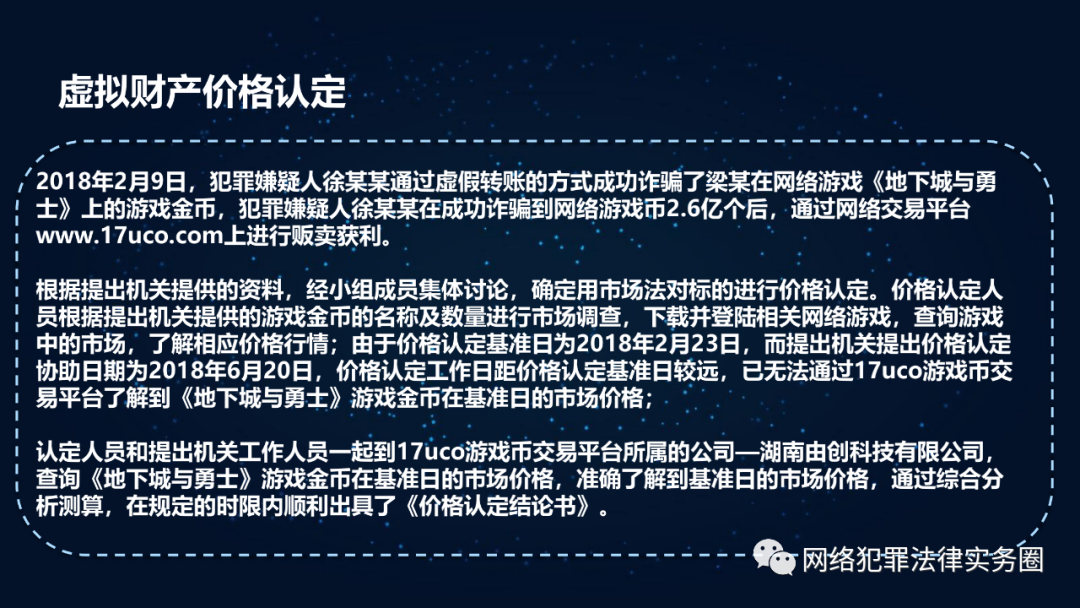 虚拟财产价格认定
2018年2月9日，犯罪嫌疑人徐某某通过虚假转账的方式成功诈骗了梁某在网络游戏《地下城与勇
士》上的游戏金币，犯罪嫌疑人徐某某在成功诈骗到网络游戏币2.6亿个后，通过网络交易平台
www.17uco.com上进行贩卖获利。
根据提出机关提供的资料，经小组成员集体讨论，确定用市场法对标的进行价格认定。价格认定人
员根据提出机关提供的游戏金币的名称及数量进行市场调查，下载并登陆相关网络游戏，查询游戏
中的市场，了解相应价格行情；由于价格认定基准日为2018年2月23日，而提出机关提出价格认定
协助日期为2018年6月20日，价格认定工作日距价格认定基准日较远，已无法通过17uco游戏币交
易平台了解到《地下城与勇士》游戏金币在基准日的市场价格；
认定人员和提出机关工作人员一起到17uco游戏币交易平台所属的公司—湖南由创科技有限公司，
查询《地下城与勇士》游戏金币在基准日的市场价格，准确了解到基准日的市场价格，通过综合分
析测算，在规定的时限内顺利出具了《价格认定结论书》。
网络犯罪法律实务圈